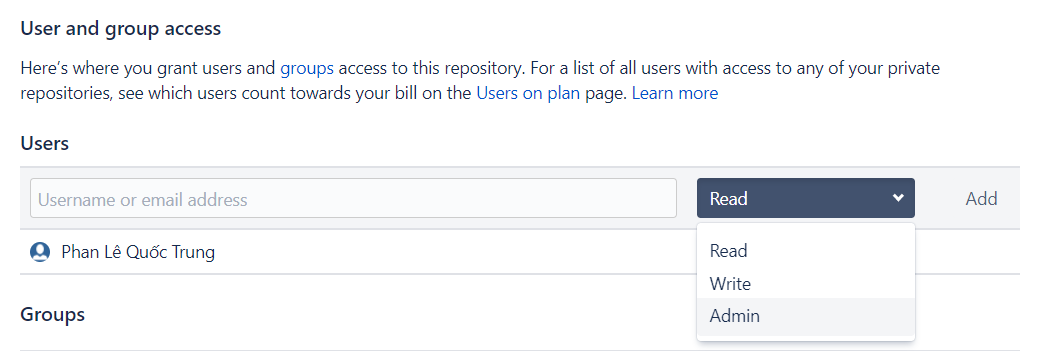 User and group access
Here’s where you grant users and groups access to this repository. For a list of all users with access to any of your private
repositories, see which users count towards your bill on the Users on plan page. Learn more
Users
Username or email address
Read
Add
Phan Lê Quốc Trung
Read
Write
Admin
Groups